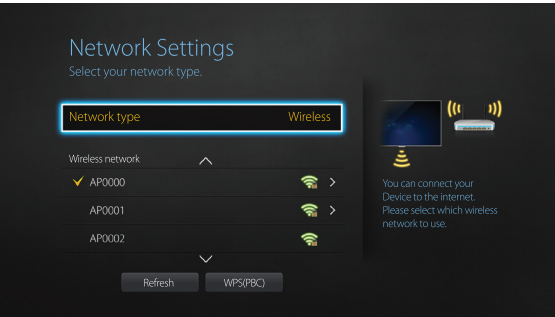 Network Settings
Select your network type.
Network type Wireless
Wireless network
AP0000
AP0001
AP0002
Refresh WPS(PBC)
You can connect your
Device to the internet.
Please select which wireless
network to use.